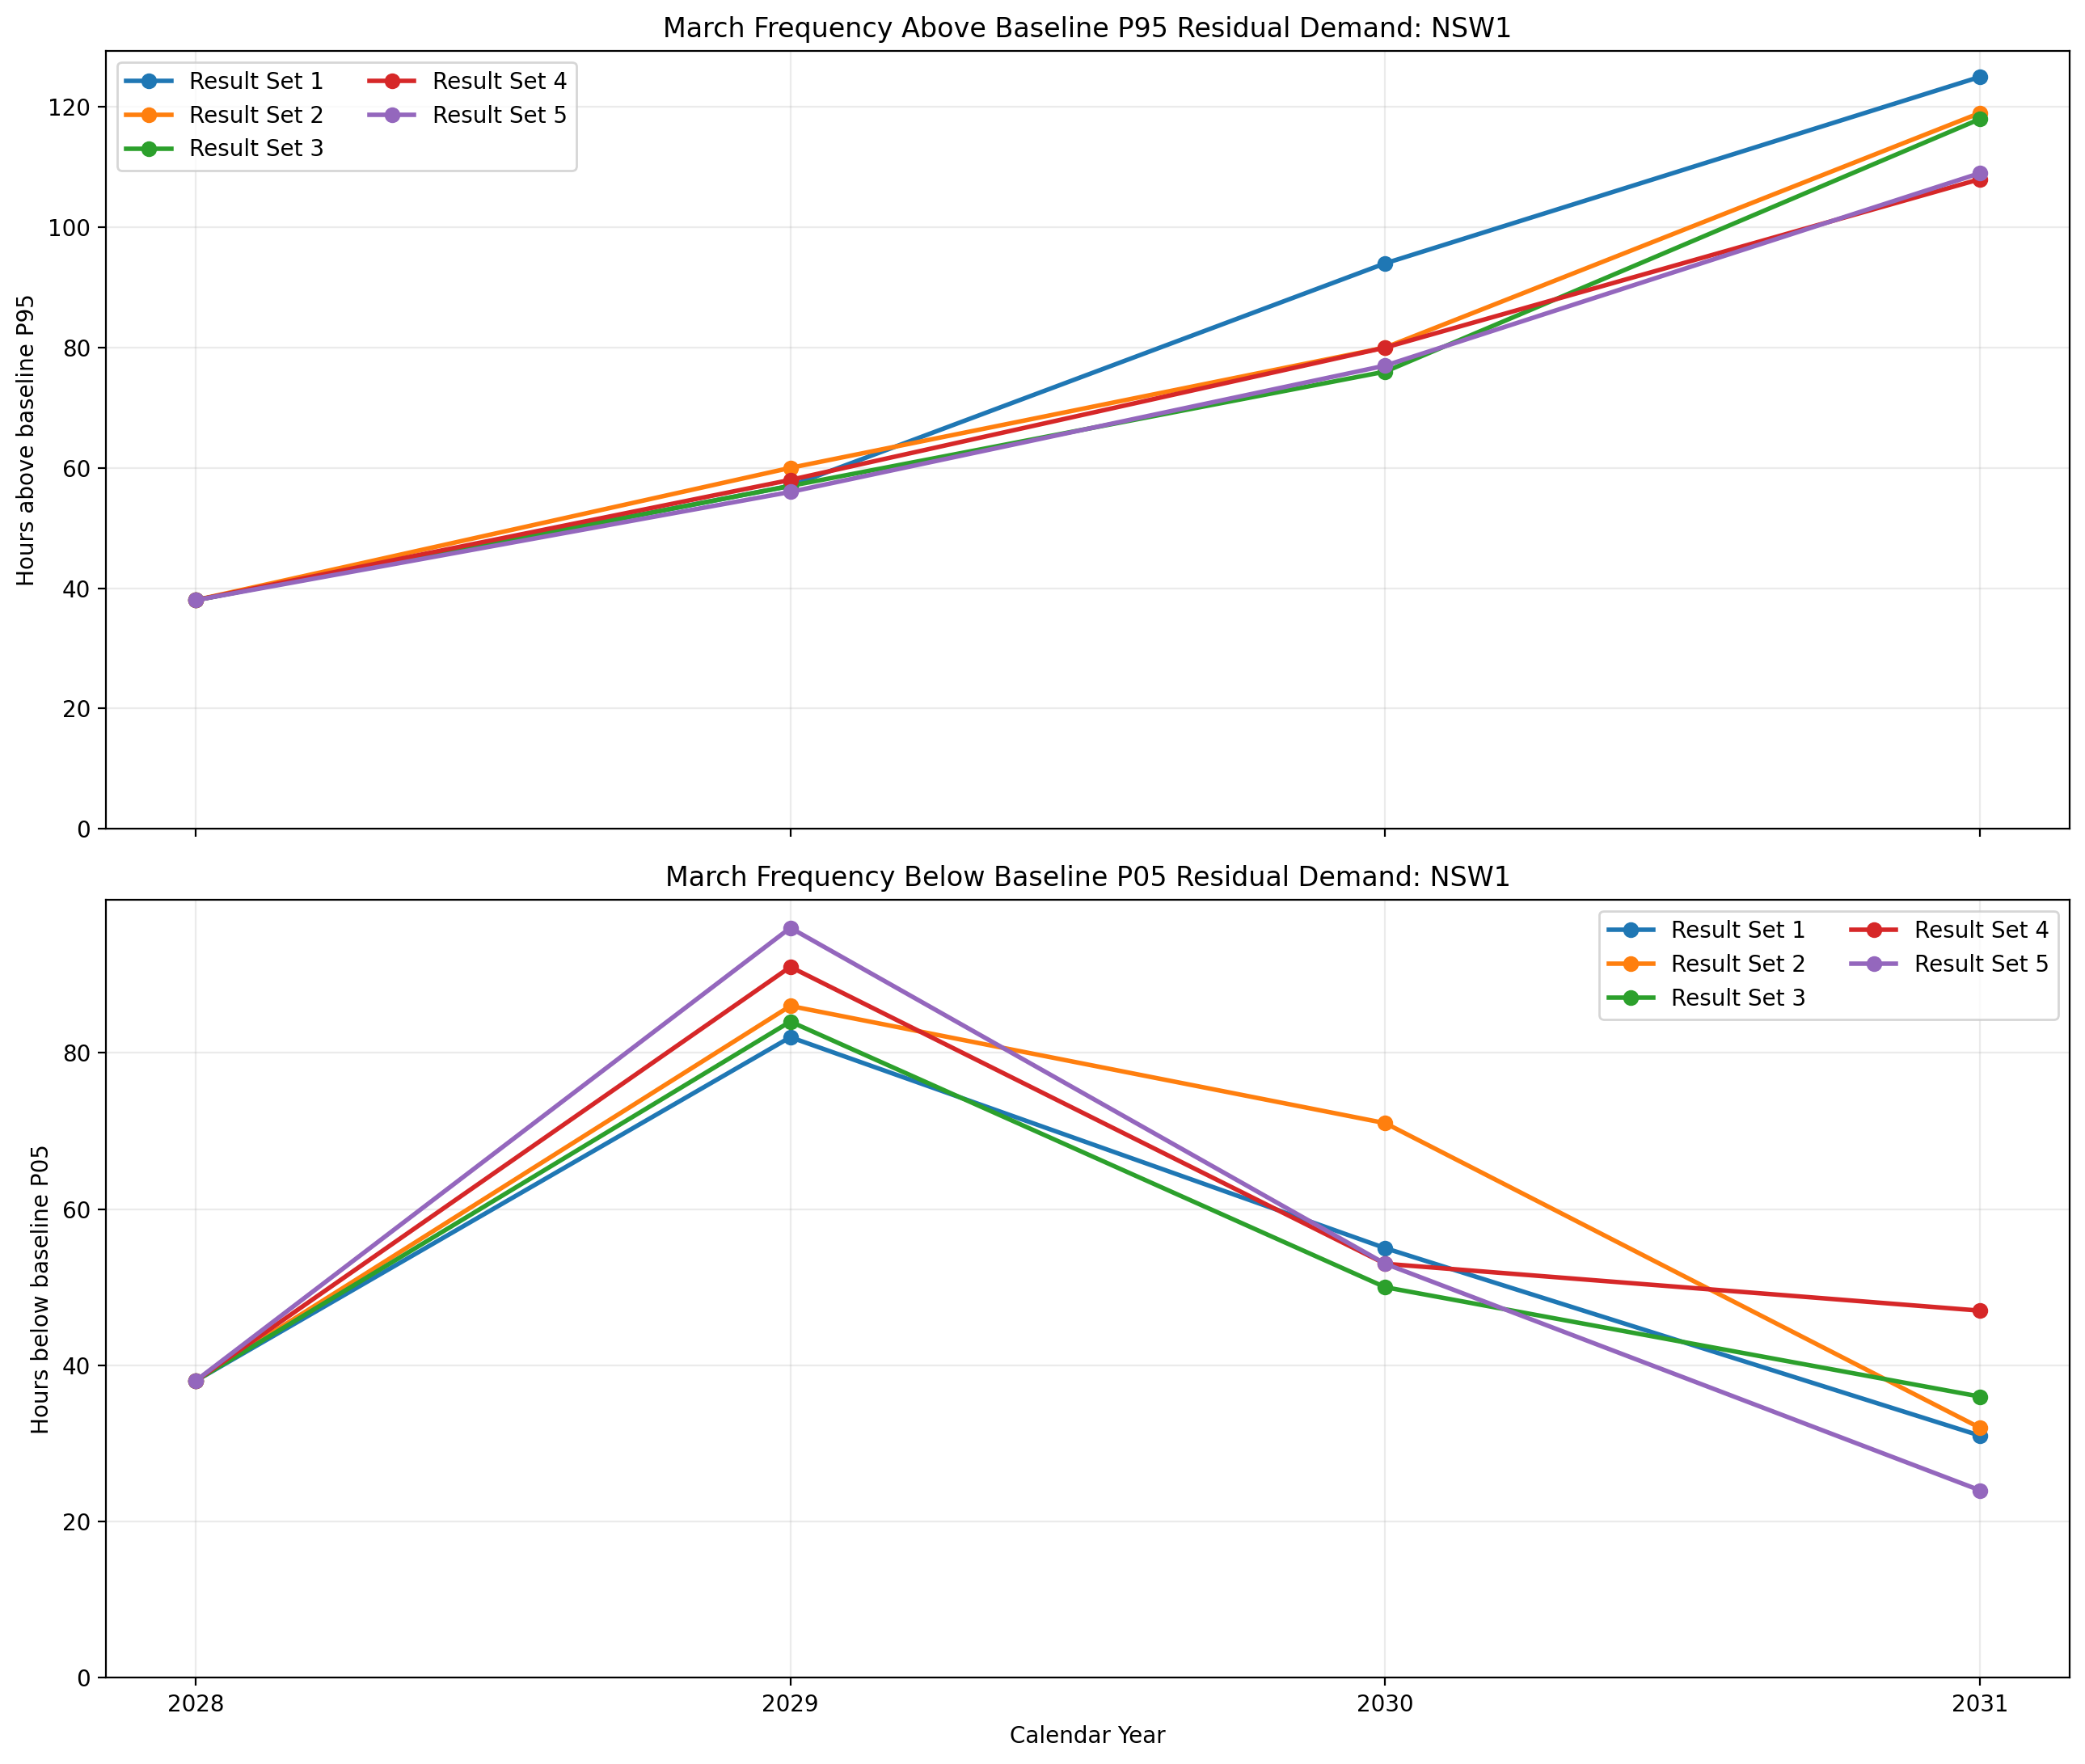 March Frequency Above Baseline P95 Residual Demand: NSW1
Result Set 1
Result Set 2
Result Set 3
Result Set 4
Result Set 5
Hours above baseline P95
120
100
80
60
40
20
0
March Frequency Below Baseline P05 Residual Demand: NSW1
Result Set 1
Result Set 2
Result Set 3
Result Set 4
Result Set 5
Hours below baseline P05
80
60
40
20
0
2028 2029 2030 2031
Calendar Year